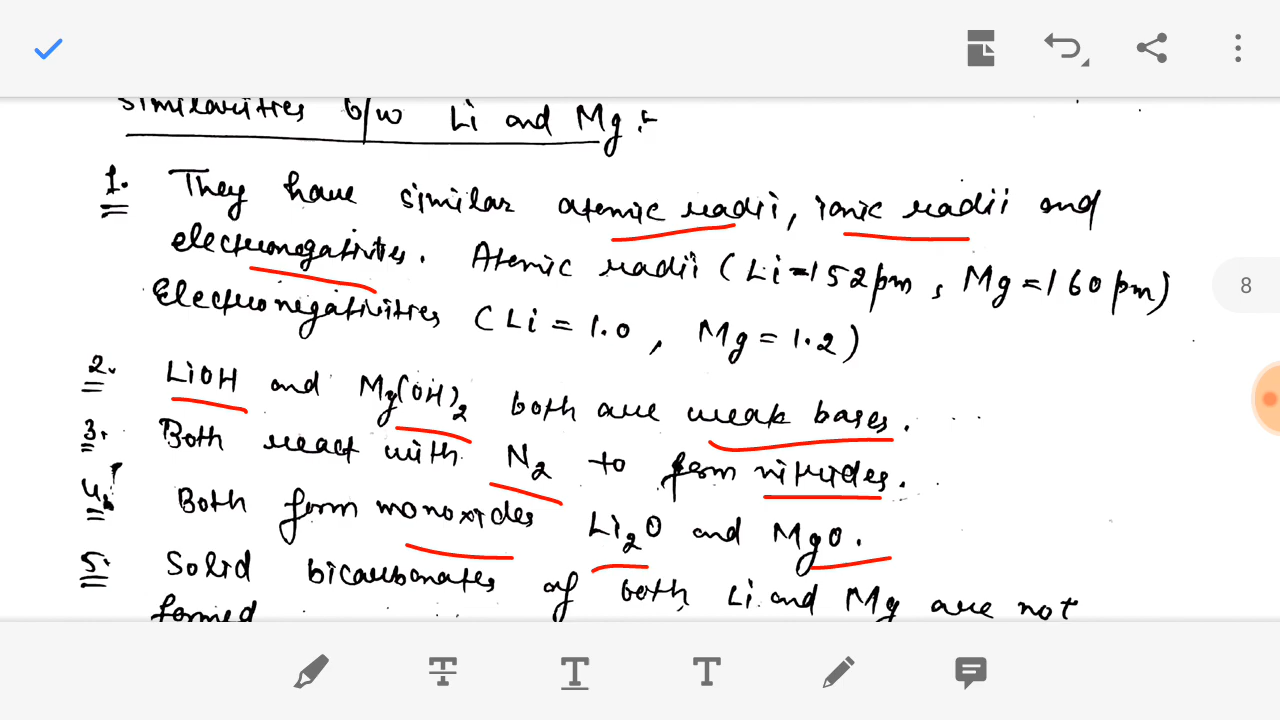 similarities b/w Li and Mg :-
1. They have similar atomic radii, ionic radii and
electronegativities. Atomic radii (Li=152pm, Mg=160pm)
Electronegativities (Li = 1.0, Mg = 1.2)
2. LiOH and Mg(OH)2 both are weak bases.
3. Both react with N2 to form nitrides.
4. Both form monoxides Li2O and MgO.
5. Solid bicarbonates of both Li and Mg are not
formed
8